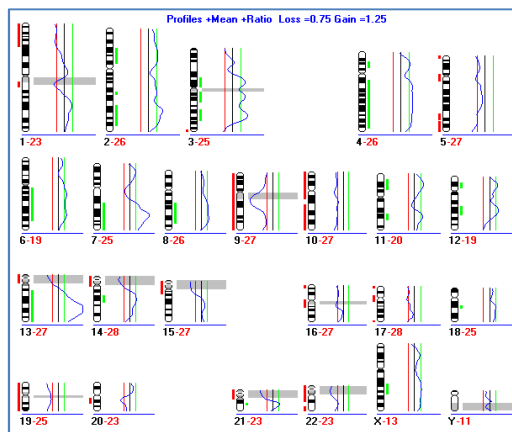 Profiles +Mean +Ratio Loss =0.75 Gain =1.25
1-23 2-26 3-25 4-26 5-27
6-19 7-25 8-26 9-27 10-27 11-20 12-19
13-27 14-28 15-27 16-27 17-28 18-25
19-25 20-23 21-23 22-23 X-13 Y-11